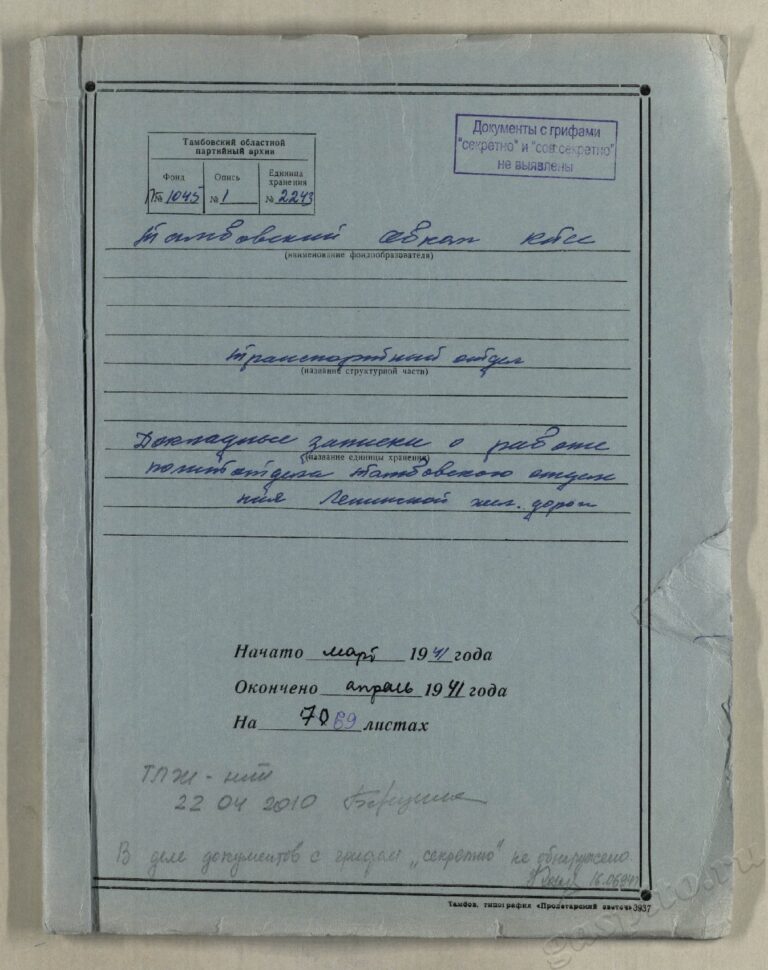 Тамбовский областной
партийный архив
Фонд Опись Единица
хранения
№ 1045 № 1 № 2243
Документы с грифами
"секретно" и "сов.секретно"
не выявлены
Тамбовский обком КПСС
(наименование фондообразователя)
Транспортный отдел
(название структурной части)
Докладные записки о работе
(название единицы хранения)
политотдела Тамбовского отделе
ния Ленинской жел. дороги
Начато март 1941 года
Окончено апрель 1941 года
На 70 69 листах
22 04 2010
В деле документов с грифом „секретно" не обнаружено.
Тамбов, типография «Пролетарский светоч» 3937
gaspito.ru